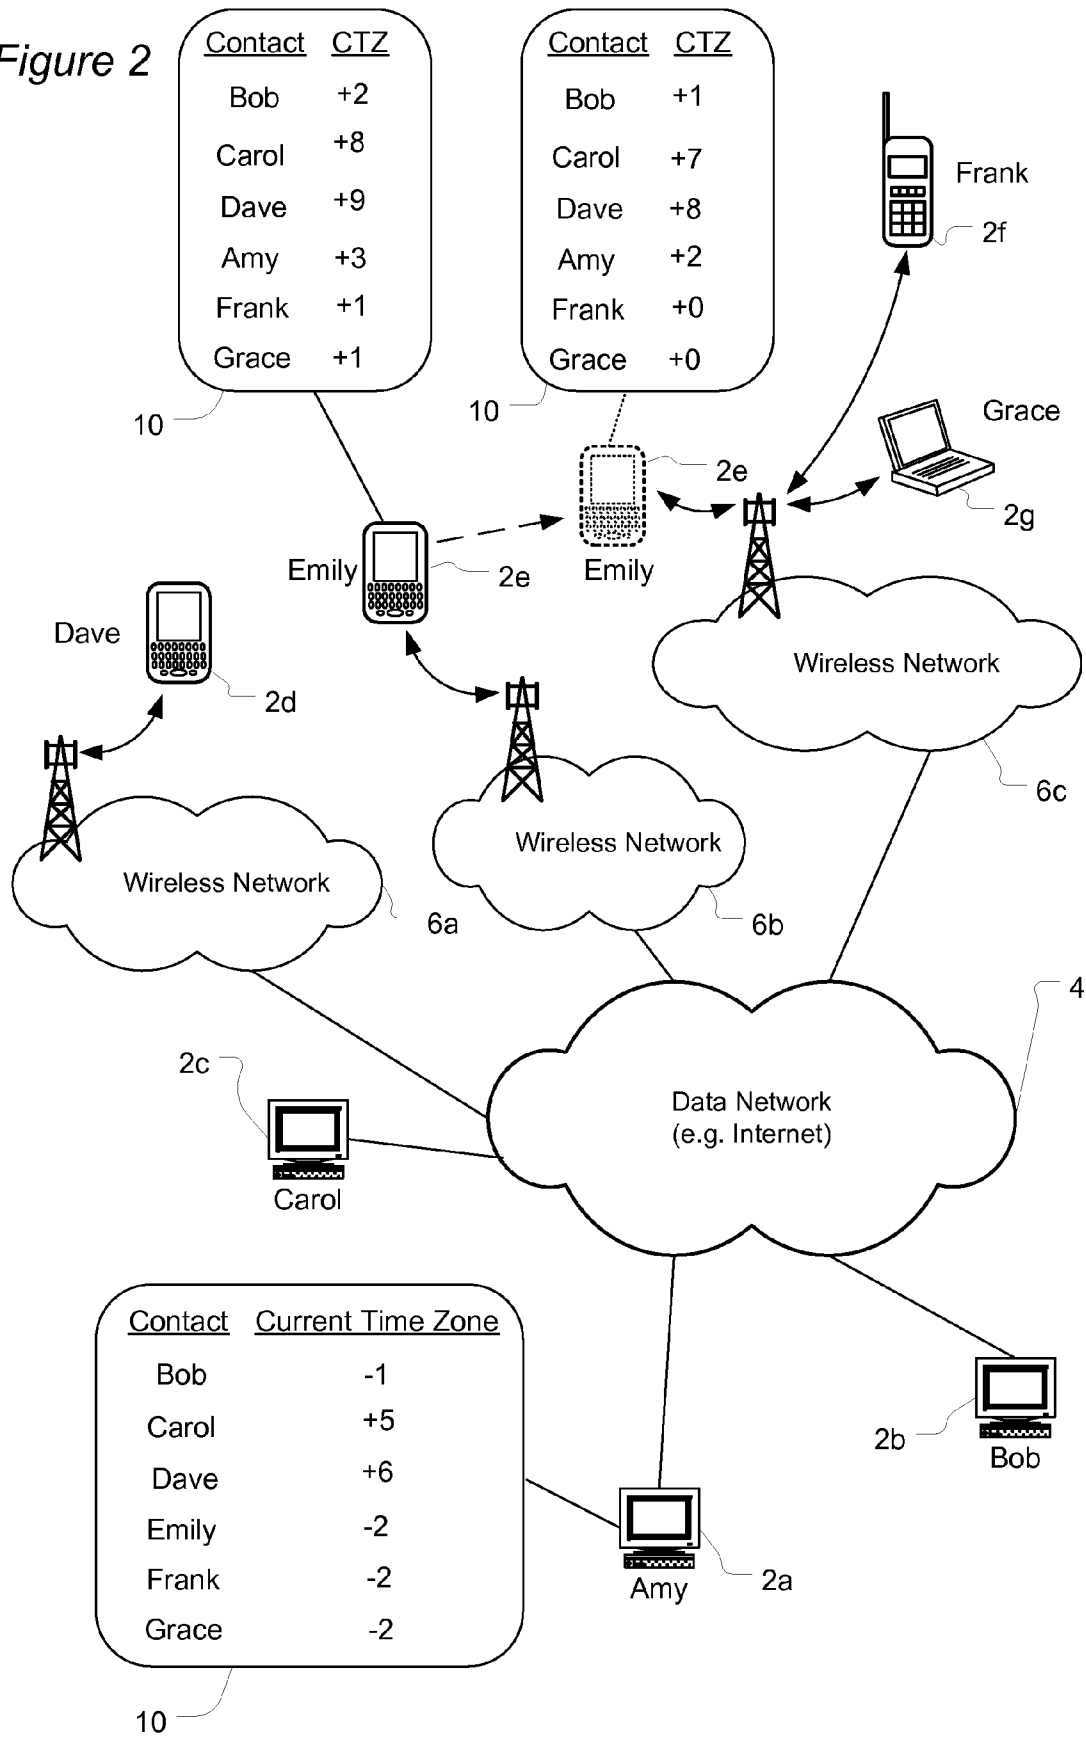 Figure 2
Contact CTZ
Bob +2
Carol +8
Dave +9
Amy +3
Frank +1
Grace +1
10
Contact CTZ
Bob +1
Carol +7
Dave +8
Amy +2
Frank +0
Grace +0
10
Frank
2f
Grace
2g
2e
Emily
Emily
2e
Dave
2d
Wireless Network
6c
Wireless Network
6b
Wireless Network
6a
4
Data Network
(e.g. Internet)
2c
Carol
Contact Current Time Zone
Bob -1
Carol +5
Dave +6
Emily -2
Frank -2
Grace -2
10
2b
Bob
Amy
2a